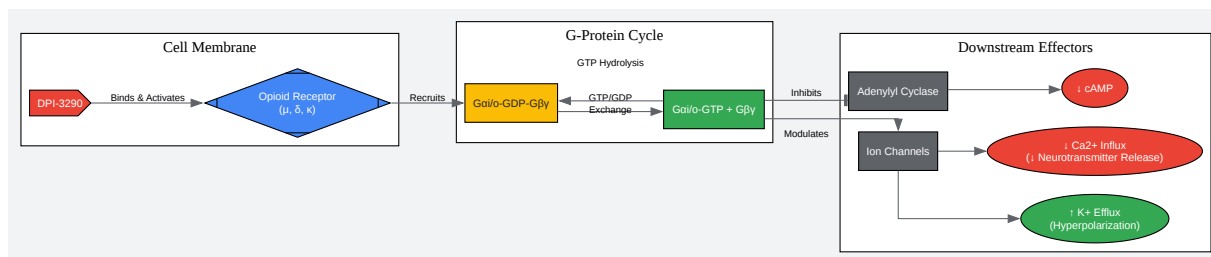 Cell Membrane
DPI-3290
Binds & Activates
Opioid Receptor
(μ, δ, κ)
Recruits
G-Protein Cycle
GTP Hydrolysis
Gαi/o-GDP-Gβγ
GTP/GDP
Exchange
Gαi/o-GTP + Gβγ
Inhibits
Modulates
Downstream Effectors
Adenylyl Cyclase
↓ cAMP
Ion Channels
↓ Ca2+ Influx
(↓ Neurotransmitter Release)
↑ K+ Efflux
(Hyperpolarization)